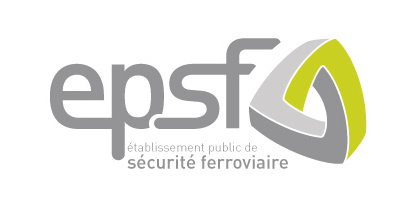 epsf
établissement public de
sécurité ferroviaire